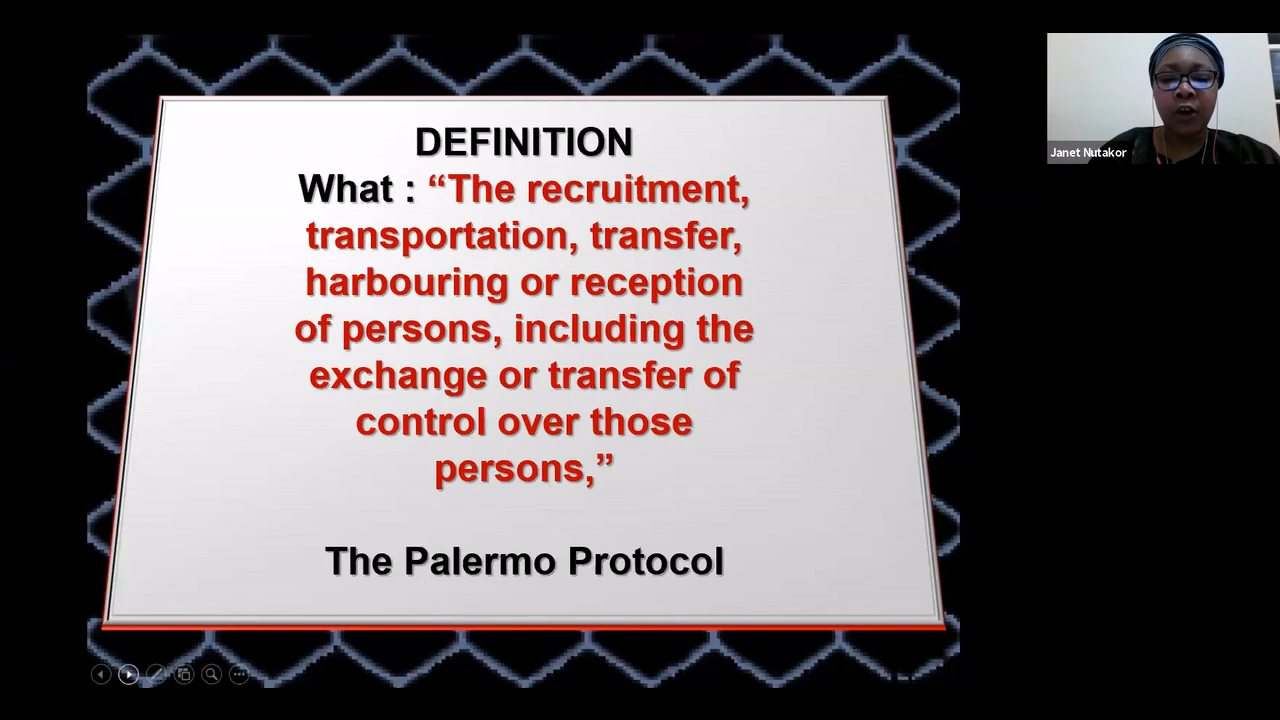 DEFINITION
What : “The recruitment,
transportation, transfer,
harbouring or reception
of persons, including the
exchange or transfer of
control over those
persons,”
The Palermo Protocol
Janet Nutakor